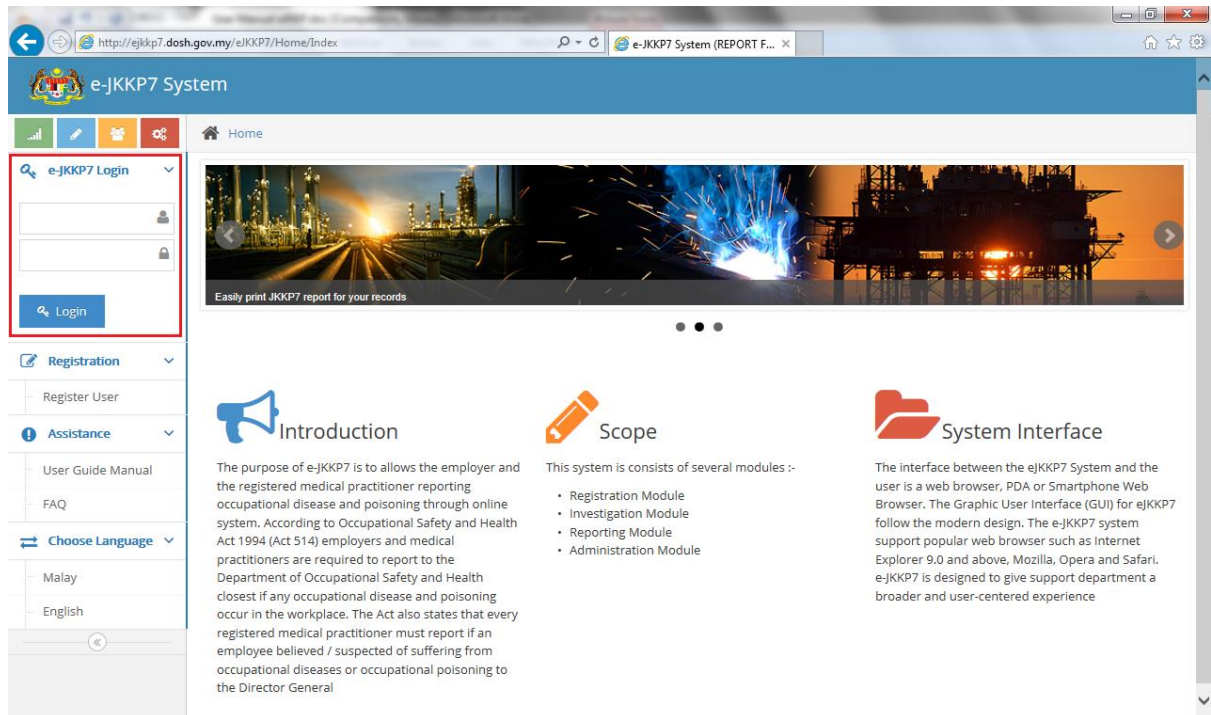 http://ejkkp7.dosh.gov.my/eJKKP7/Home/Index
e-JKKP7 System (REPORT F...
e-JKKP7 System
Home
e-JKKP7 Login
Login
Registration
Register User
Assistance
User Guide Manual
FAQ
Choose Language
Malay
English
Easily print JKKP7 report for your records
Introduction
The purpose of e-JKKP7 is to allows the employer and
the registered medical practitioner reporting
occupational disease and poisoning through online
system. According to Occupational Safety and Health
Act 1994 (Act 514) employers and medical
practitioners are required to report to the
Department of Occupational Safety and Health
closest if any occupational disease and poisoning
occur in the workplace. The Act also states that every
registered medical practitioner must report if an
employee believed / suspected of suffering from
occupational diseases or occupational poisoning to
the Director General
Scope
This system is consists of several modules :-
• Registration Module
• Investigation Module
• Reporting Module
• Administration Module
System Interface
The interface between the eJKKP7 System and the
user is a web browser, PDA or Smartphone Web
Browser. The Graphic User Interface (GUI) for eJKKP7
follow the modern design. The e-JKKP7 system
support popular web browser such as Internet
Explorer 9.0 and above, Mozilla, Opera and Safari.
e-JKKP7 is designed to give support department a
broader and user-centered experience